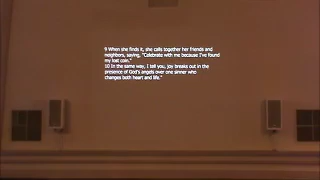 9 When she finds it, she calls together her friends and
neighbors, saying, "Celebrate with me because I've found
my lost coin."
10 In the same way, I tell you, joy breaks out in the
presence of God's angels over one sinner who
changes both heart and life."